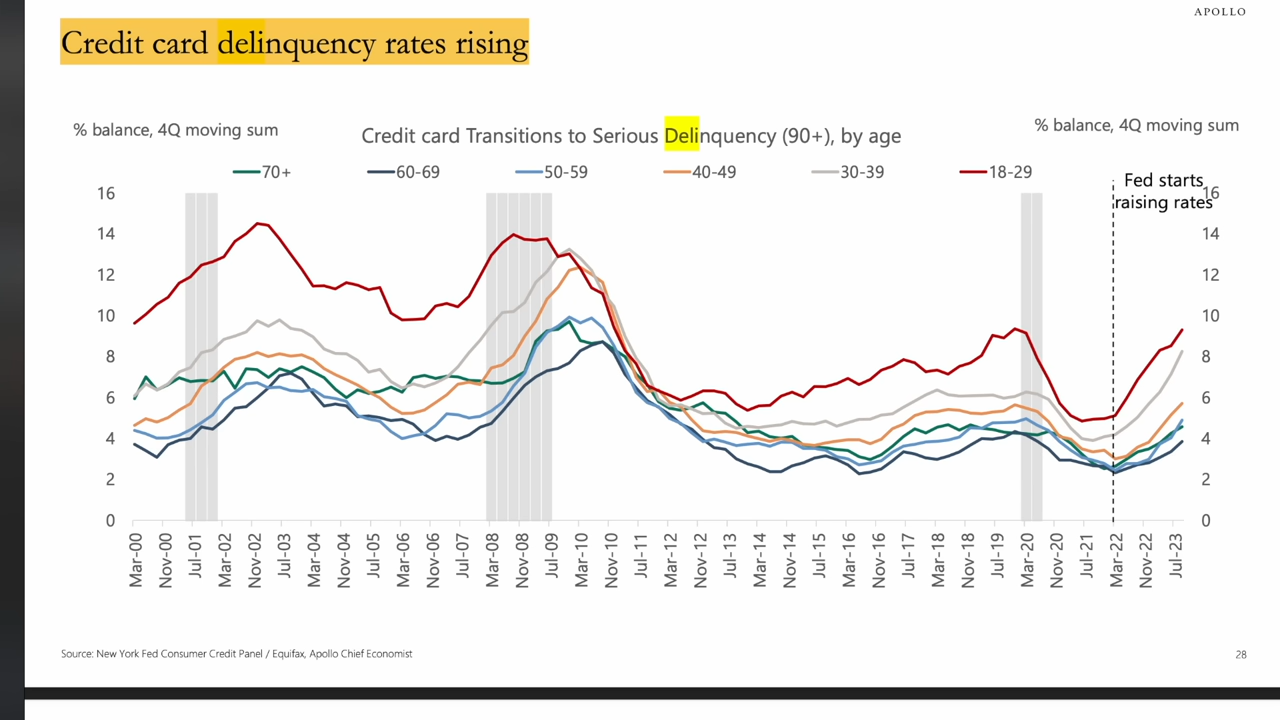 APOLLO
Credit card delinquency rates rising
% balance, 4Q moving sum
% balance, 4Q moving sum
Credit card Transitions to Serious Delinquency (90+), by age
70+ 60-69 50-59 40-49 30-39 18-29
Fed starts
raising rates
16 16
14 14
12 12
10 10
8 8
6 6
4 4
2 2
0 0
Mar-00 Nov-00 Jul-01 Mar-02 Nov-02 Jul-03 Mar-04 Nov-04 Jul-05 Mar-06 Nov-06 Jul-07 Mar-08 Nov-08 Jul-09 Mar-10 Nov-10 Jul-11 Mar-12 Nov-12 Jul-13 Mar-14 Nov-14 Jul-15 Mar-16 Nov-16 Jul-17 Mar-18 Nov-18 Jul-19 Mar-20 Nov-20 Jul-21 Mar-22 Nov-22 Jul-23
Source: New York Fed Consumer Credit Panel / Equifax, Apollo Chief Economist
28